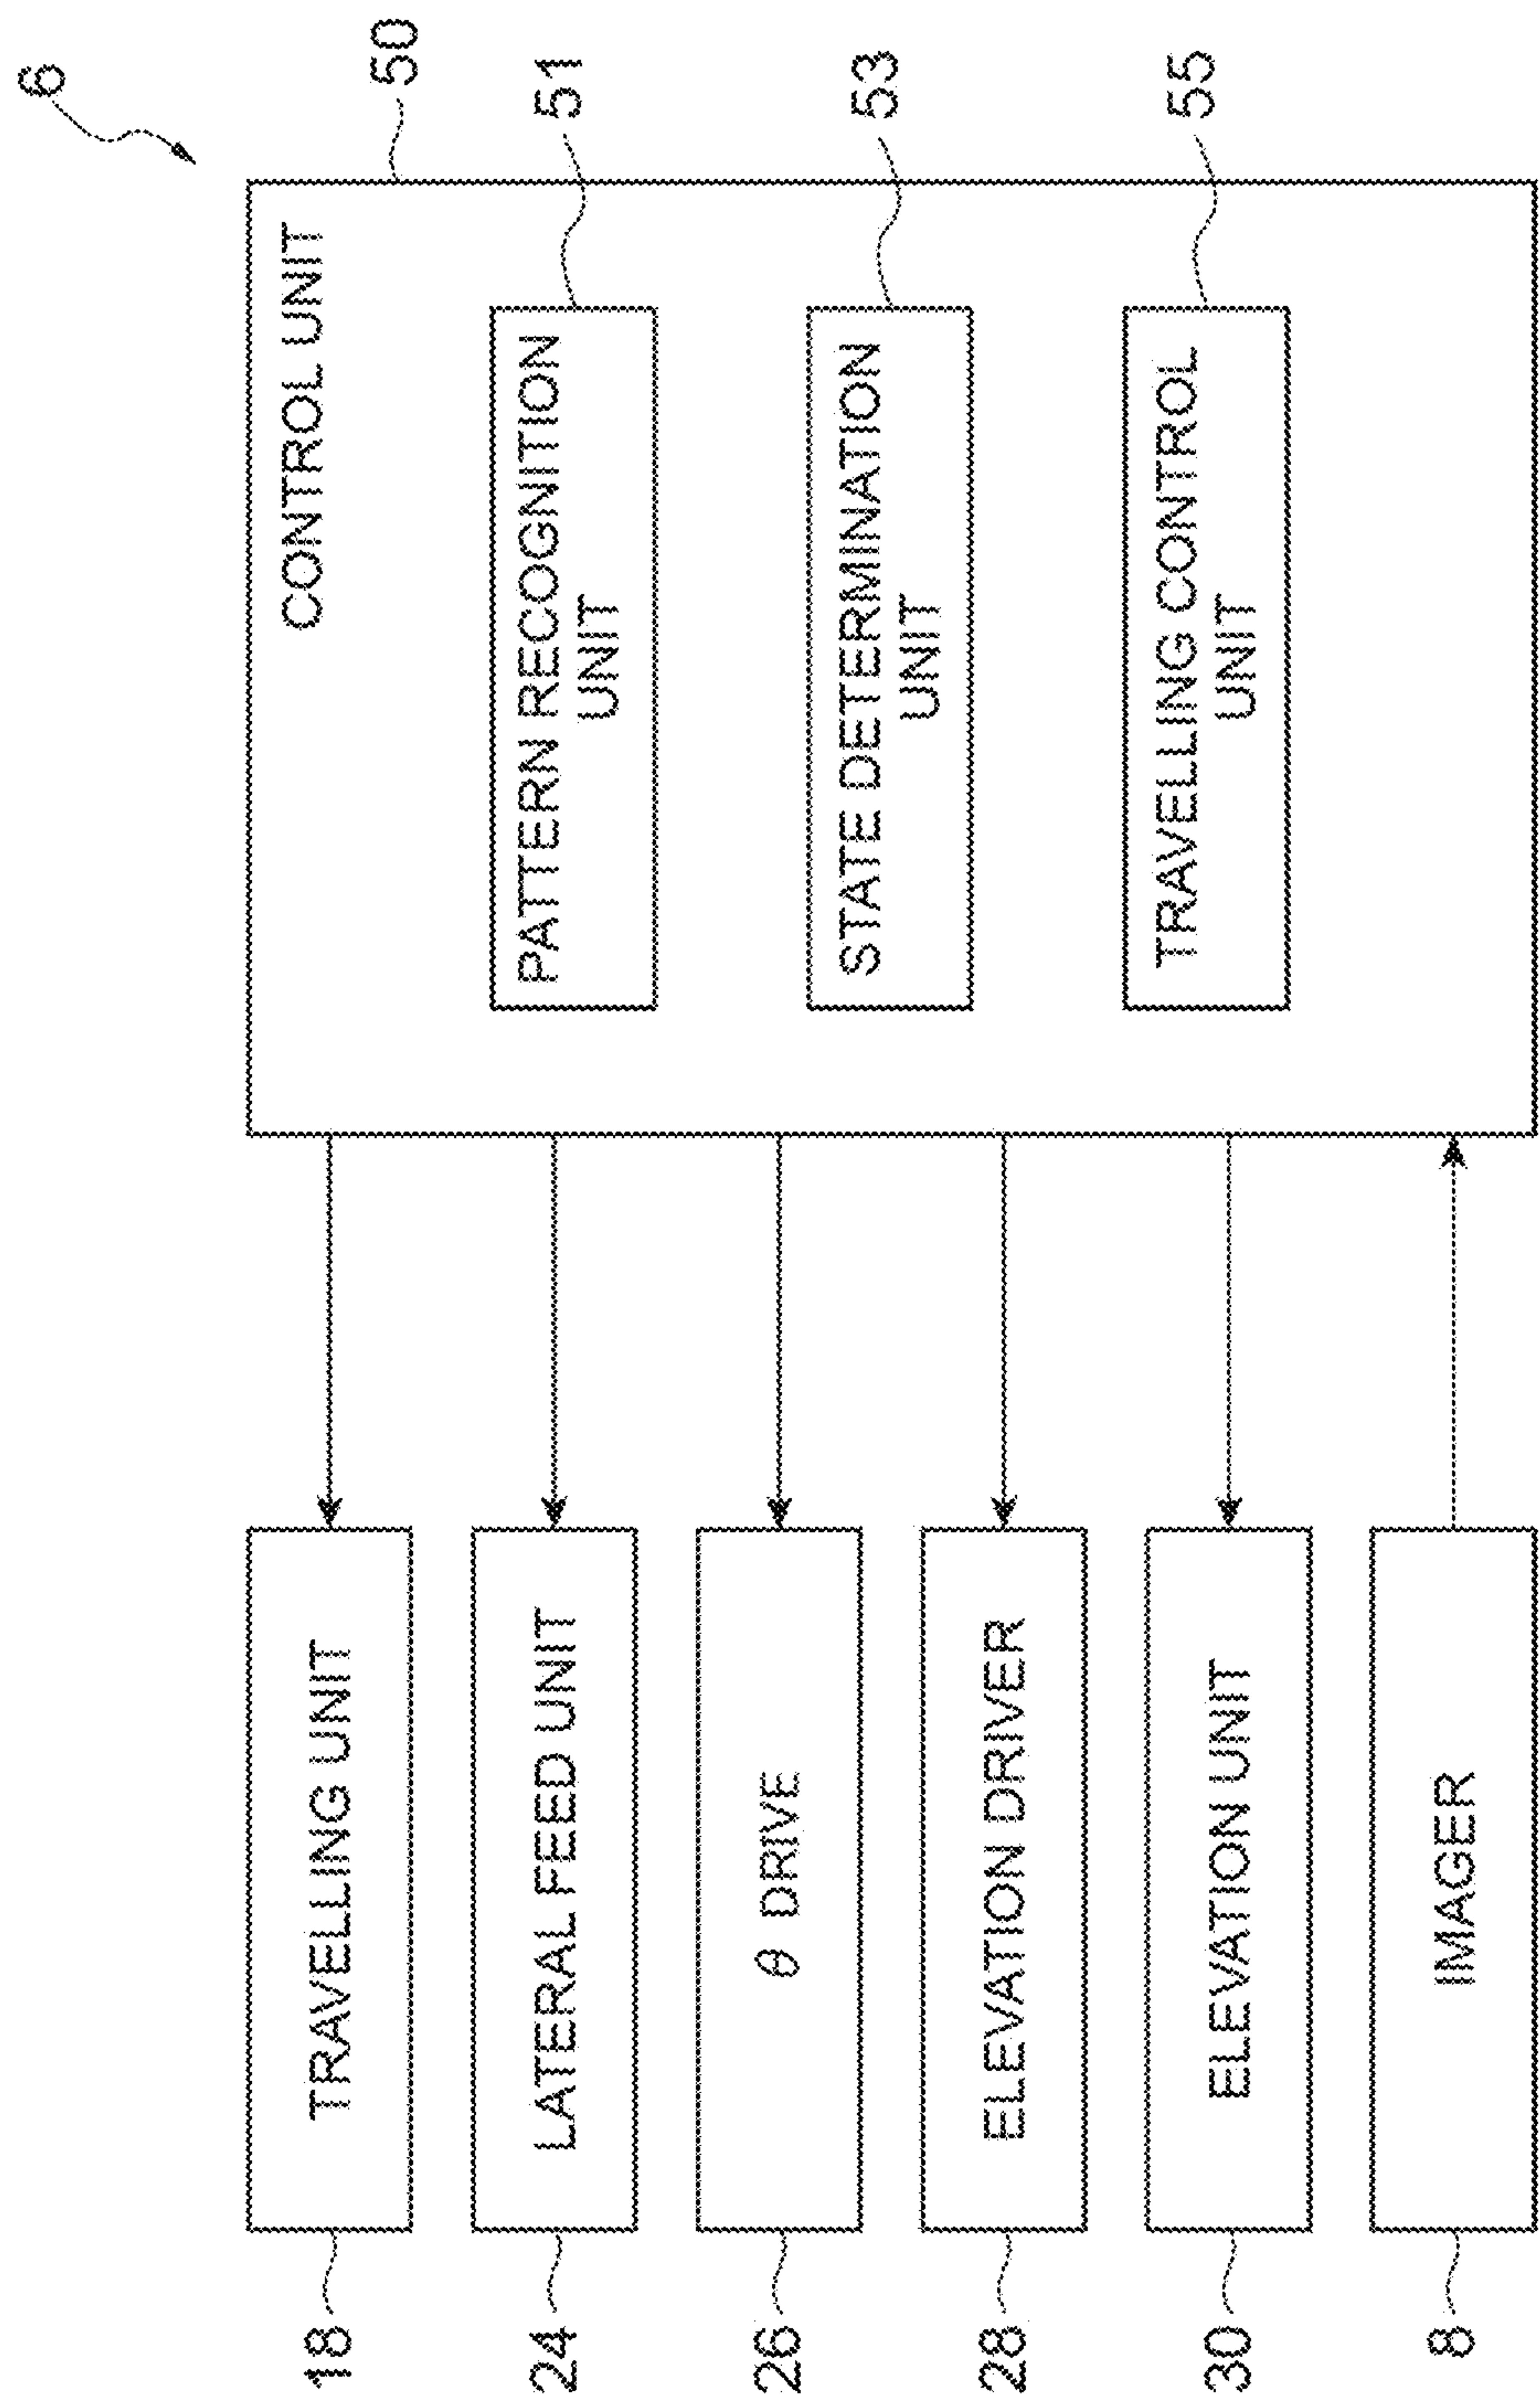 6
50
CONTROL UNIT
51
PATTERN RECOGNITION
UNIT
53
STATE DETERMINATION
UNIT
55
TRAVELLING CONTROL
UNIT
18
TRAVELLING UNIT
24
LATERAL FEED UNIT
26
θ DRIVE
28
ELEVATION DRIVER
30
ELEVATION UNIT
8
IMAGER